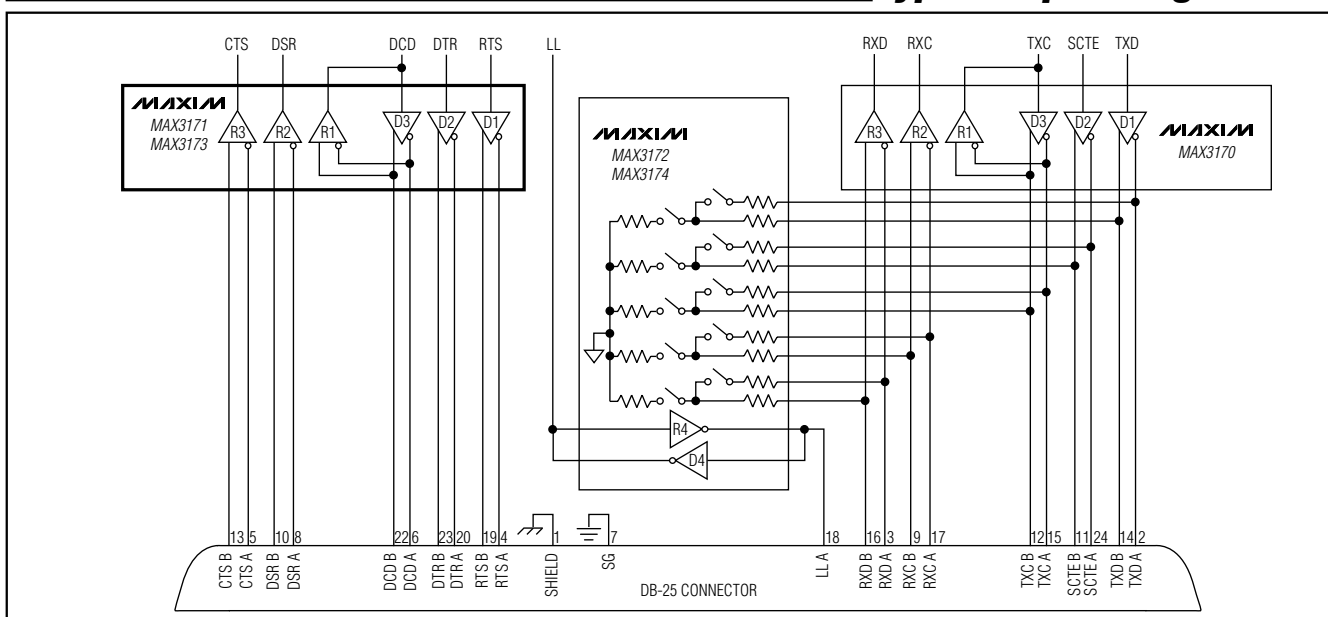 CTS DSR DCD DTR RTS LL RXD RXC TXC SCTE TXD
MAXIM
MAX3171
MAX3173
R3 R2 R1 D3 D2 D1
MAXIM
MAX3172
MAX3174
R4
D4
R3 R2 R1 D3 D2 D1
MAXIM
MAX3170
13 5 10 8 22 6 23 20 19 4 1 7 18 16 3 9 17 12 15 11 24 14 2
CTS B
CTS A
DSR B
DSR A
DCD B
DCD A
DTR B
DTR A
RTS B
RTS A
SHIELD
SG
LL A
RXD B
RXD A
RXC B
RXC A
TXC B
TXC A
SCTE B
SCTE A
TXD B
TXD A
DB-25 CONNECTOR